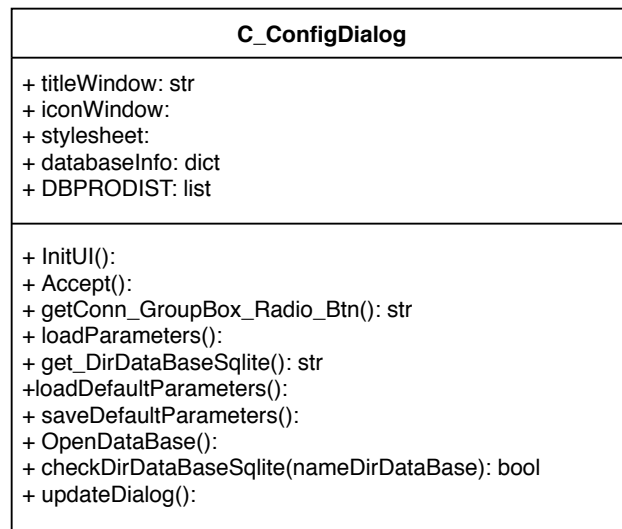 C_ConfigDialog
+ titleWindow: str
+ iconWindow:
+ stylesheet:
+ databaseInfo: dict
+ DBPRODIST: list
+ InitUI():
+ Accept():
+ getConn_GroupBox_Radio_Btn(): str
+ loadParameters():
+ get_DirDataBaseSqlite(): str
+loadDefaultParameters():
+ saveDefaultParameters():
+ OpenDataBase():
+ checkDirDataBaseSqlite(nameDirDataBase): bool
+ updateDialog():